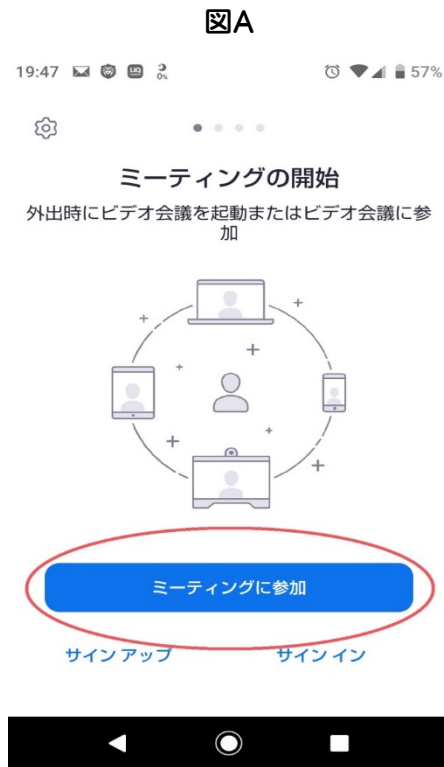 図A
19:47 UQ 0% 57%
ミーティングの開始
外出時にビデオ会議を起動またはビデオ会議に参
加
ミーティングに参加
サイン アップ サイン イン